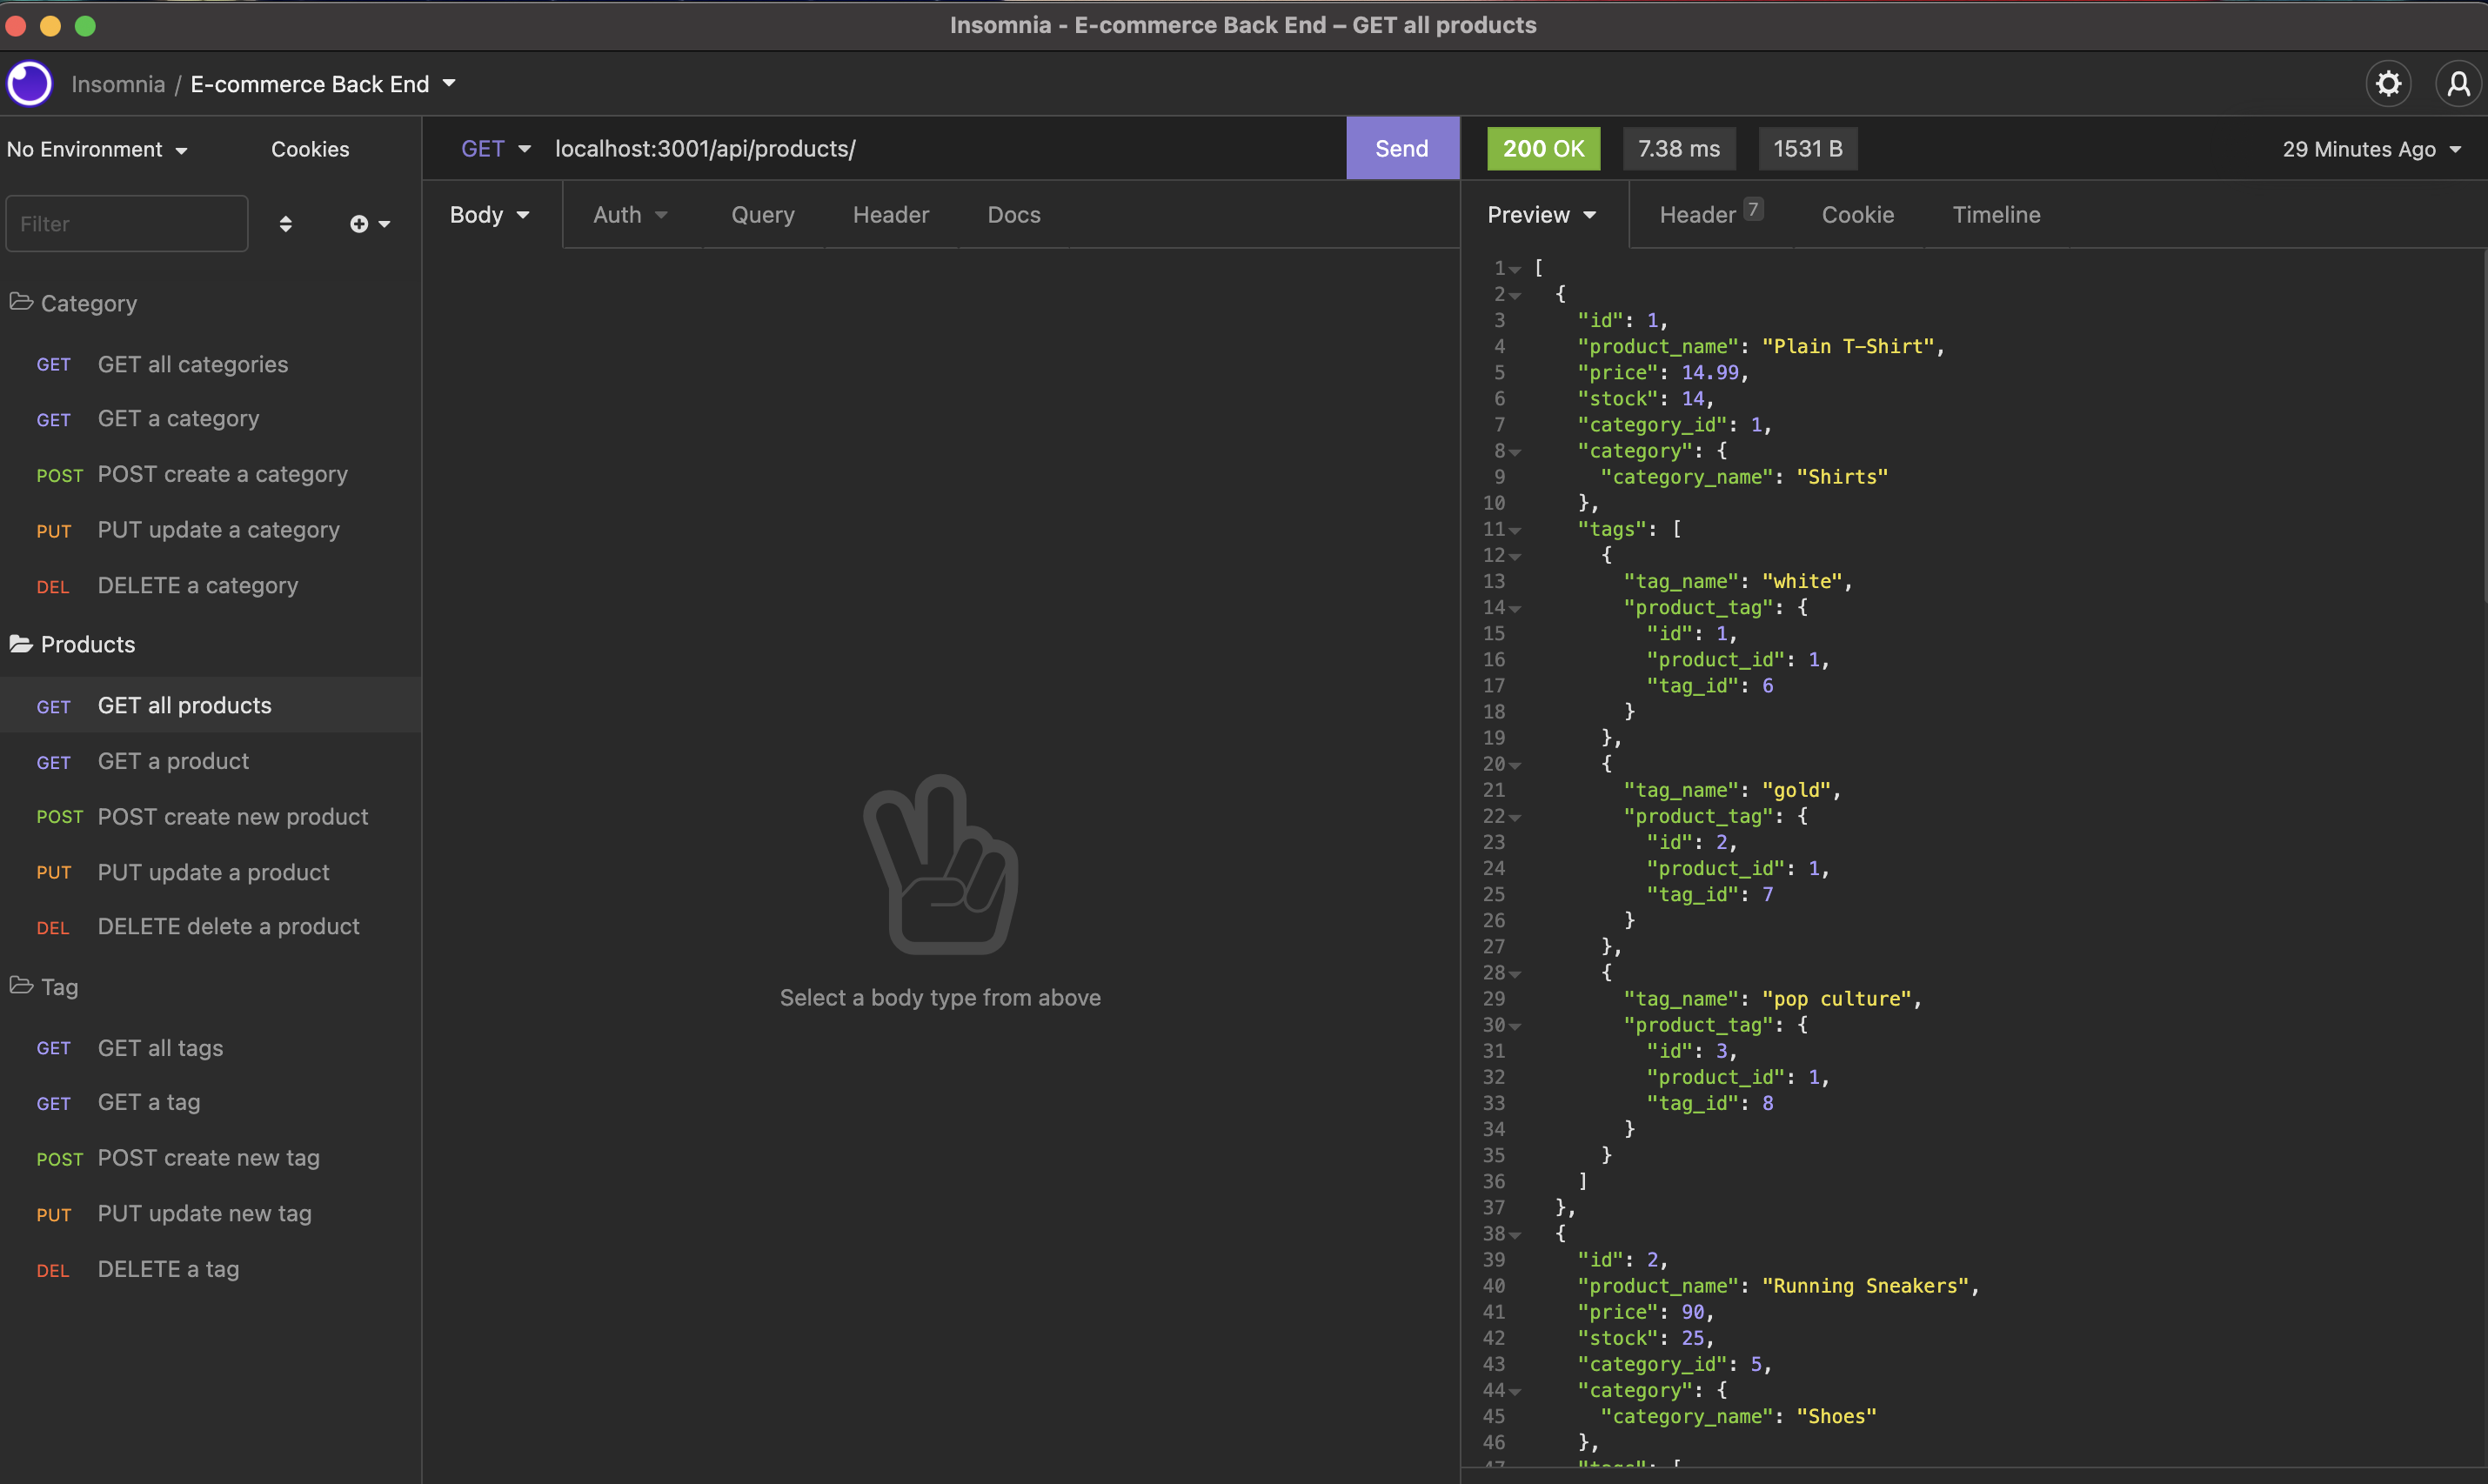 Insomnia - E-commerce Back End – GET all products
Insomnia / E-commerce Back End
No Environment
Cookies
Filter
Category
GET GET all categories
GET GET a category
POST POST create a category
PUT PUT update a category
DEL DELETE a category
Products
GET GET all products
GET GET a product
POST POST create new product
PUT PUT update a product
DEL DELETE delete a product
Tag
GET GET all tags
GET GET a tag
POST POST create new tag
PUT PUT update new tag
DEL DELETE a tag
GET localhost:3001/api/products/ Send
Body Auth Query Header Docs
Select a body type from above
200 OK 7.38 ms 1531 B 29 Minutes Ago
Preview Header 7 Cookie Timeline
1 [
2 {
3 "id": 1,
4 "product_name": "Plain T-Shirt",
5 "price": 14.99,
6 "stock": 14,
7 "category_id": 1,
8 "category": {
9 "category_name": "Shirts"
10 },
11 "tags": [
12 {
13 "tag_name": "white",
14 "product_tag": {
15 "id": 1,
16 "product_id": 1,
17 "tag_id": 6
18 }
19 },
20 {
21 "tag_name": "gold",
22 "product_tag": {
23 "id": 2,
24 "product_id": 1,
25 "tag_id": 7
26 }
27 },
28 {
29 "tag_name": "pop culture",
30 "product_tag": {
31 "id": 3,
32 "product_id": 1,
33 "tag_id": 8
34 }
35 }
36 ]
37 },
38 {
39 "id": 2,
40 "product_name": "Running Sneakers",
41 "price": 90,
42 "stock": 25,
43 "category_id": 5,
44 "category": {
45 "category_name": "Shoes"
46 },
47 "tags": [